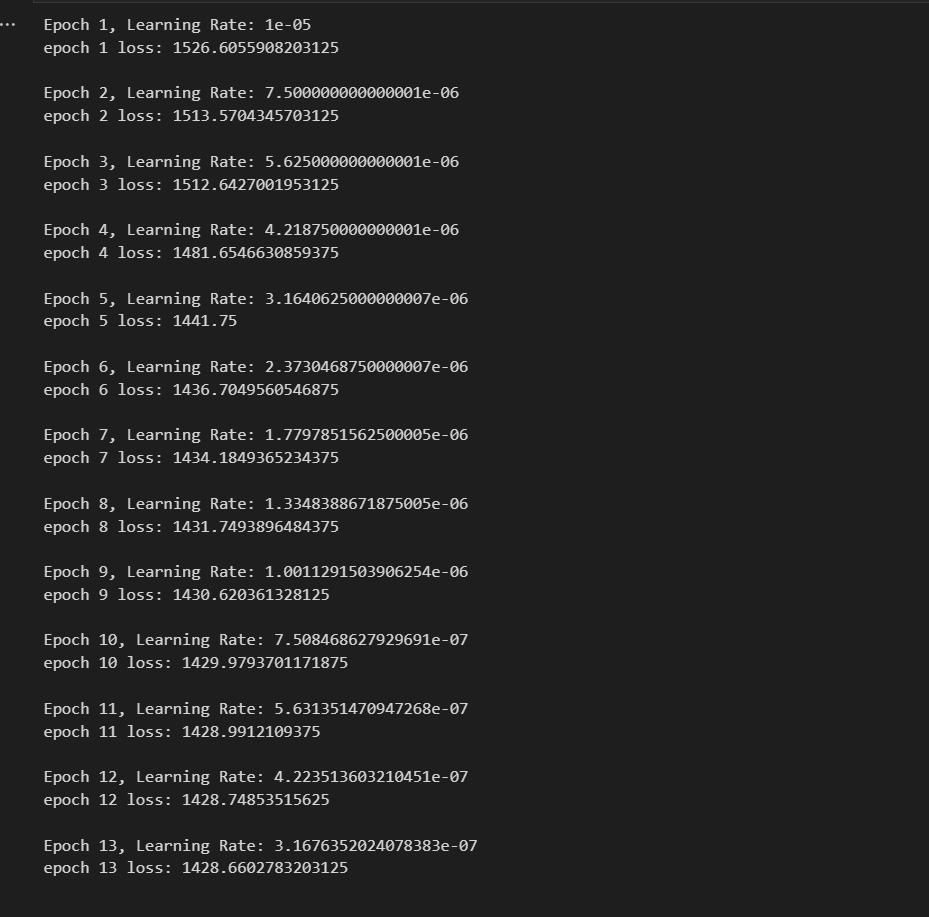 Epoch 1, Learning Rate: 1e-05
epoch 1 loss: 1526.6055908203125
Epoch 2, Learning Rate: 7.500000000000001e-06
epoch 2 loss: 1513.5704345703125
Epoch 3, Learning Rate: 5.625000000000001e-06
epoch 3 loss: 1512.6427001953125
Epoch 4, Learning Rate: 4.218750000000001e-06
epoch 4 loss: 1481.6546630859375
Epoch 5, Learning Rate: 3.1640625000000007e-06
epoch 5 loss: 1441.75
Epoch 6, Learning Rate: 2.3730468750000007e-06
epoch 6 loss: 1436.7049560546875
Epoch 7, Learning Rate: 1.7797851562500005e-06
epoch 7 loss: 1434.1849365234375
Epoch 8, Learning Rate: 1.3348388671875005e-06
epoch 8 loss: 1431.7493896484375
Epoch 9, Learning Rate: 1.0011291503906254e-06
epoch 9 loss: 1430.620361328125
Epoch 10, Learning Rate: 7.508468627929691e-07
epoch 10 loss: 1429.9793701171875
Epoch 11, Learning Rate: 5.631351470947268e-07
epoch 11 loss: 1428.9912109375
Epoch 12, Learning Rate: 4.223513603210451e-07
epoch 12 loss: 1428.74853515625
Epoch 13, Learning Rate: 3.1676352024078383e-07
epoch 13 loss: 1428.6602783203125